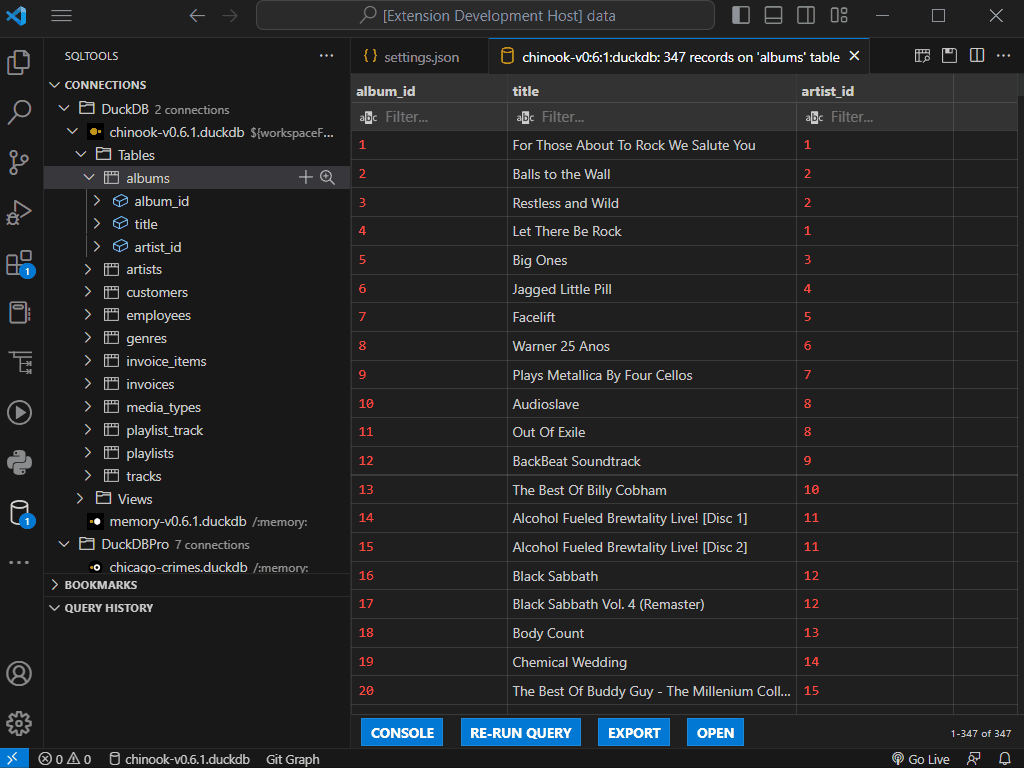 [Extension Development Host] data
SQLTOOLS
CONNECTIONS
DuckDB 2 connections
chinook-v0.6.1.duckdb ${workspaceF...
Tables
albums
album_id
title
artist_id
artists
customers
employees
genres
invoice_items
invoices
media_types
playlist_track
playlists
tracks
Views
memory-v0.6.1.duckdb /:memory:
DuckDBPro 7 connections
chicago-crimes.duckdb /:memory:
BOOKMARKS
QUERY HISTORY
1
1
settings.json
chinook-v0:6:1:duckdb: 347 records on 'albums' table
album_id title artist_id
abc Filter... abc Filter... abc Filter...
1 For Those About To Rock We Salute You 1
2 Balls to the Wall 2
3 Restless and Wild 2
4 Let There Be Rock 1
5 Big Ones 3
6 Jagged Little Pill 4
7 Facelift 5
8 Warner 25 Anos 6
9 Plays Metallica By Four Cellos 7
10 Audioslave 8
11 Out Of Exile 8
12 BackBeat Soundtrack 9
13 The Best Of Billy Cobham 10
14 Alcohol Fueled Brewtality Live! [Disc 1] 11
15 Alcohol Fueled Brewtality Live! [Disc 2] 11
16 Black Sabbath 12
17 Black Sabbath Vol. 4 (Remaster) 12
18 Body Count 13
19 Chemical Wedding 14
20 The Best Of Buddy Guy - The Millenium Coll... 15
CONSOLE RE-RUN QUERY EXPORT OPEN 1-347 of 347
0 0 chinook-v0.6.1.duckdb Git Graph Go Live